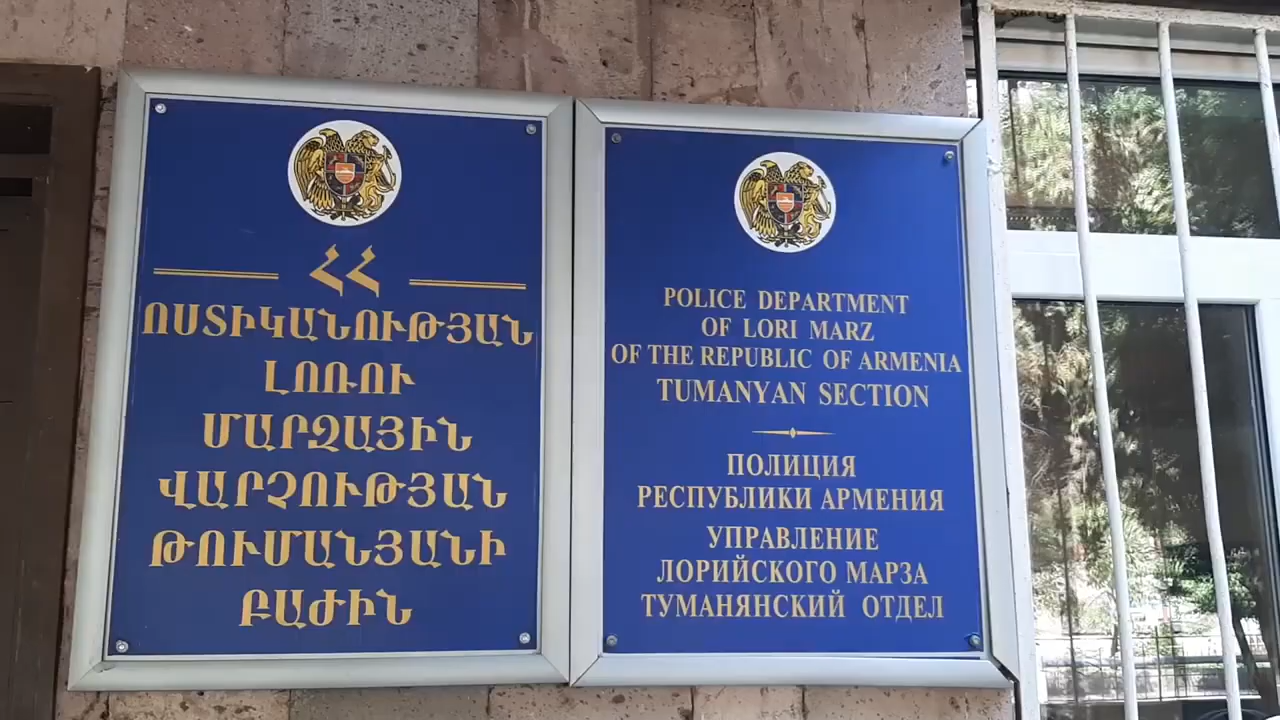 ՀՀ
ՈՍՏԻԿԱՆՈՒԹՅԱՆ
ԼՈՌՈՒ
ՄԱՐԶԱՅԻՆ
ՎԱՐՉՈՒԹՅԱՆ
ԹՈՒՄԱՆՅԱՆԻ
ԲԱԺԻՆ
POLICE DEPARTMENT
OF LORI MARZ
OF THE REPUBLIC OF ARMENIA
TUMANYAN SECTION
ПОЛИЦИЯ
РЕСПУБЛИКИ АРМЕНИЯ
УПРАВЛЕНИЕ
ЛОРИЙСКОГО МАРЗА
ТУМАНЯНСКИЙ ОТДЕЛ